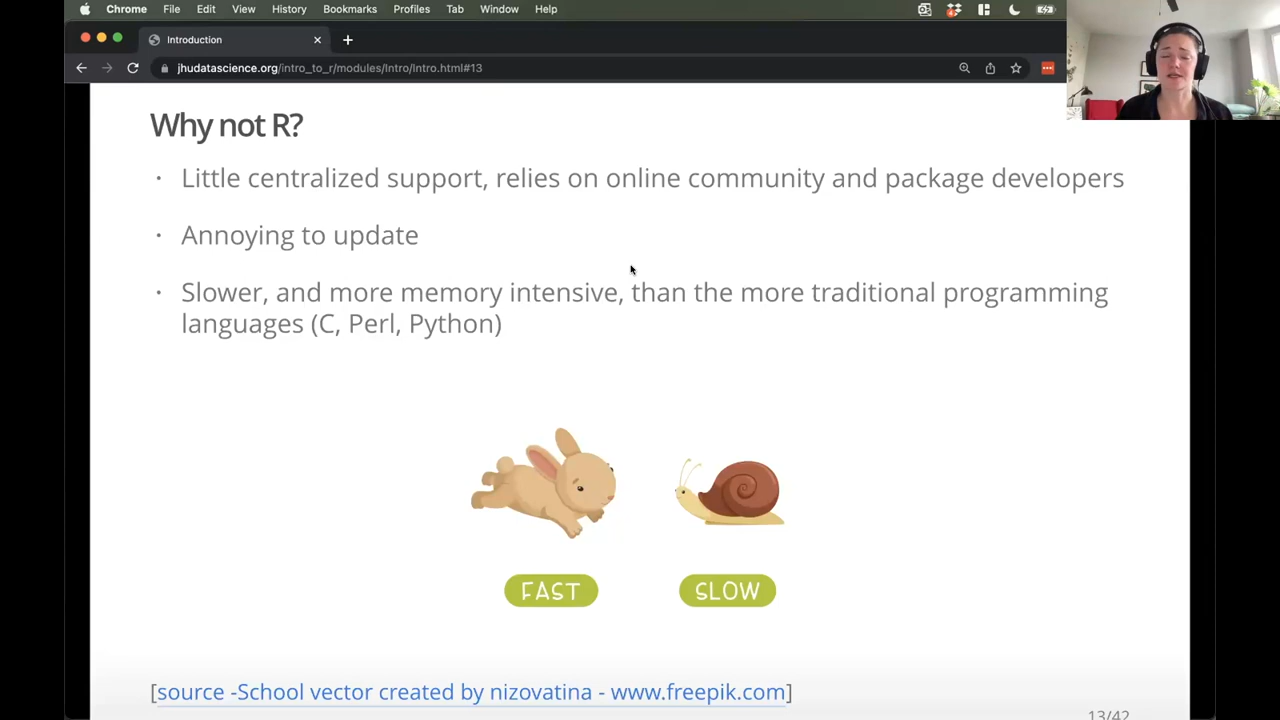 Chrome File Edit View History Bookmarks Profiles Tab Window Help
Introduction
jhudatascience.org/intro_to_r/modules/Intro/Intro.html#13
Why not R?
· Little centralized support, relies on online community and package developers
· Annoying to update
· Slower, and more memory intensive, than the more traditional programming
languages (C, Perl, Python)
FAST SLOW
[source -School vector created by nizovatina - www.freepik.com]
13/42